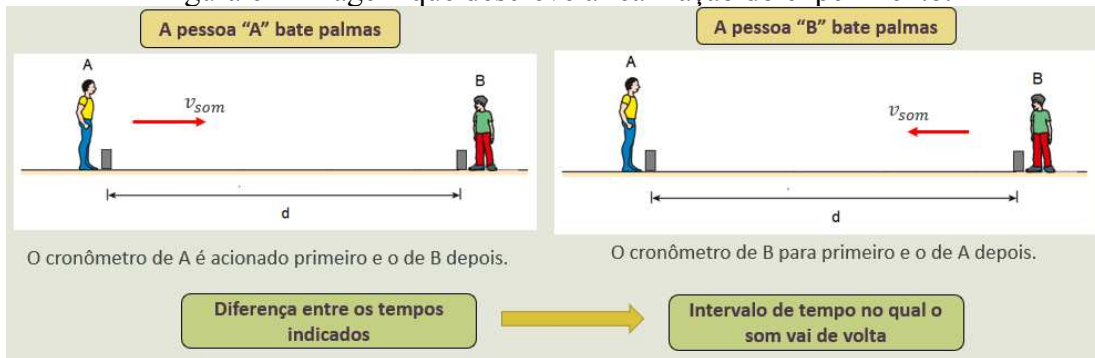 A pessoa “A” bate palmas
A
B
v_som
d
O cronômetro de A é acionado primeiro e o de B depois.
A pessoa “B” bate palmas
A
B
v_som
d
O cronômetro de B para primeiro e o de A depois.
Diferença entre os tempos
indicados
Intervalo de tempo no qual o
som vai de volta